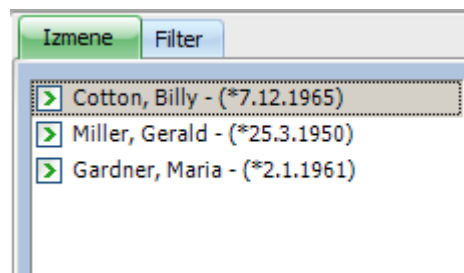 Izmene Filter
Cotton, Billy - (*7.12.1965)
Miller, Gerald - (*25.3.1950)
Gardner, Maria - (*2.1.1961)